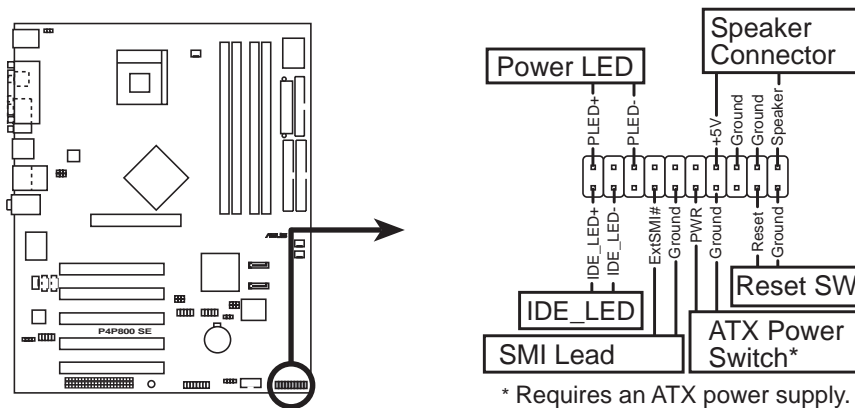 Speaker
Connector
Power LED
PLED+
PLED-
+5V
Ground
Ground
Speaker
IDE_LED+
IDE_LED-
ExtSMI#
Ground
PWR
Ground
Reset
Ground
IDE_LED
Reset SW
SMI Lead
ATX Power
Switch*
* Requires an ATX power supply.
ASUS
P4P800 SE